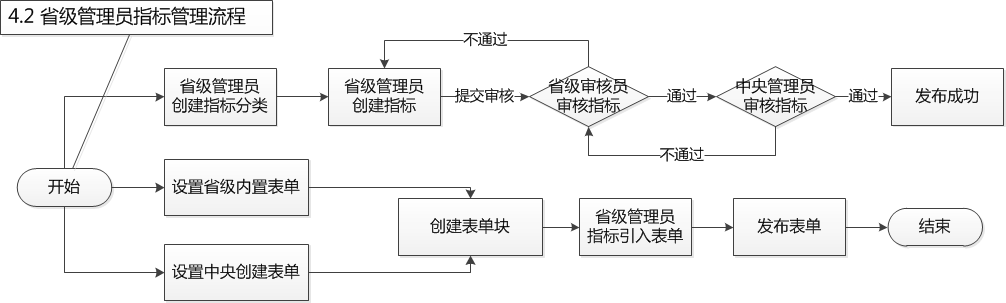 4.2 省级管理员指标管理流程
不通过
省级管理员
创建指标分类
省级管理员
创建指标
提交审核
省级审核员
审核指标
通过
中央管理员
审核指标
通过
发布成功
不通过
开始
设置省级内置表单
创建表单块
省级管理员
指标引入表单
发布表单
结束
设置中央创建表单